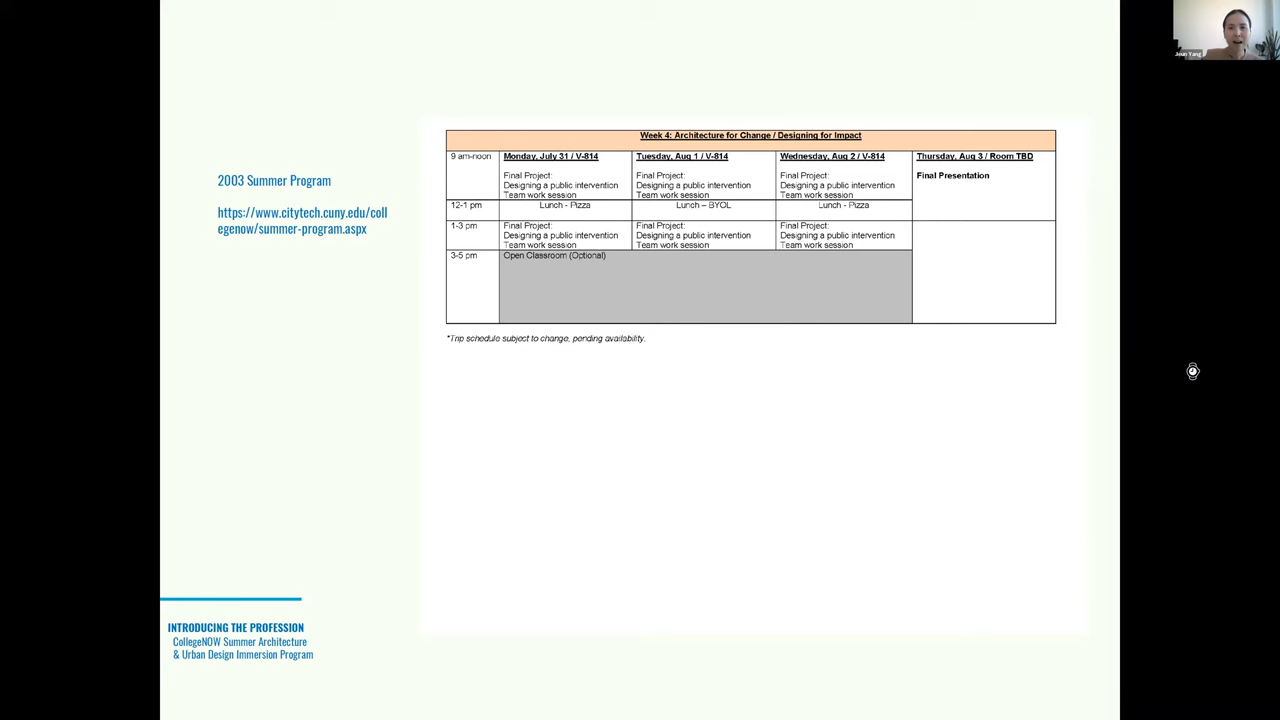 Jieun Yang
2003 Summer Program
https://www.citytech.cuny.edu/coll
egenow/summer-program.aspx
Week 4: Architecture for Change / Designing for Impact
9 am-noon
Monday, July 31 / V-814
Final Project:
Designing a public intervention
Team work session
Tuesday, Aug 1 / V-814
Final Project:
Designing a public intervention
Team work session
Wednesday, Aug 2 / V-814
Final Project:
Designing a public intervention
Team work session
Thursday, Aug 3 / Room TBD
Final Presentation
12-1 pm
Lunch - Pizza
Lunch – BYOL
Lunch - Pizza
1-3 pm
Final Project:
Designing a public intervention
Team work session
Final Project:
Designing a public intervention
Team work session
Final Project:
Designing a public intervention
Team work session
3-5 pm
Open Classroom (Optional)
*Trip schedule subject to change, pending availability.
INTRODUCING THE PROFESSION
CollegeNOW Summer Architecture
& Urban Design Immersion Program